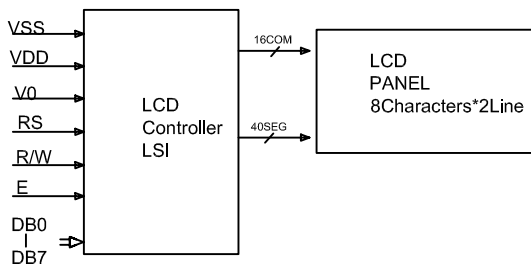 VSS
VDD
V0
RS
R/W
E
DB0
DB7
LCD
Controller
LSI
16COM
40SEG
LCD
PANEL
8Characters*2Line